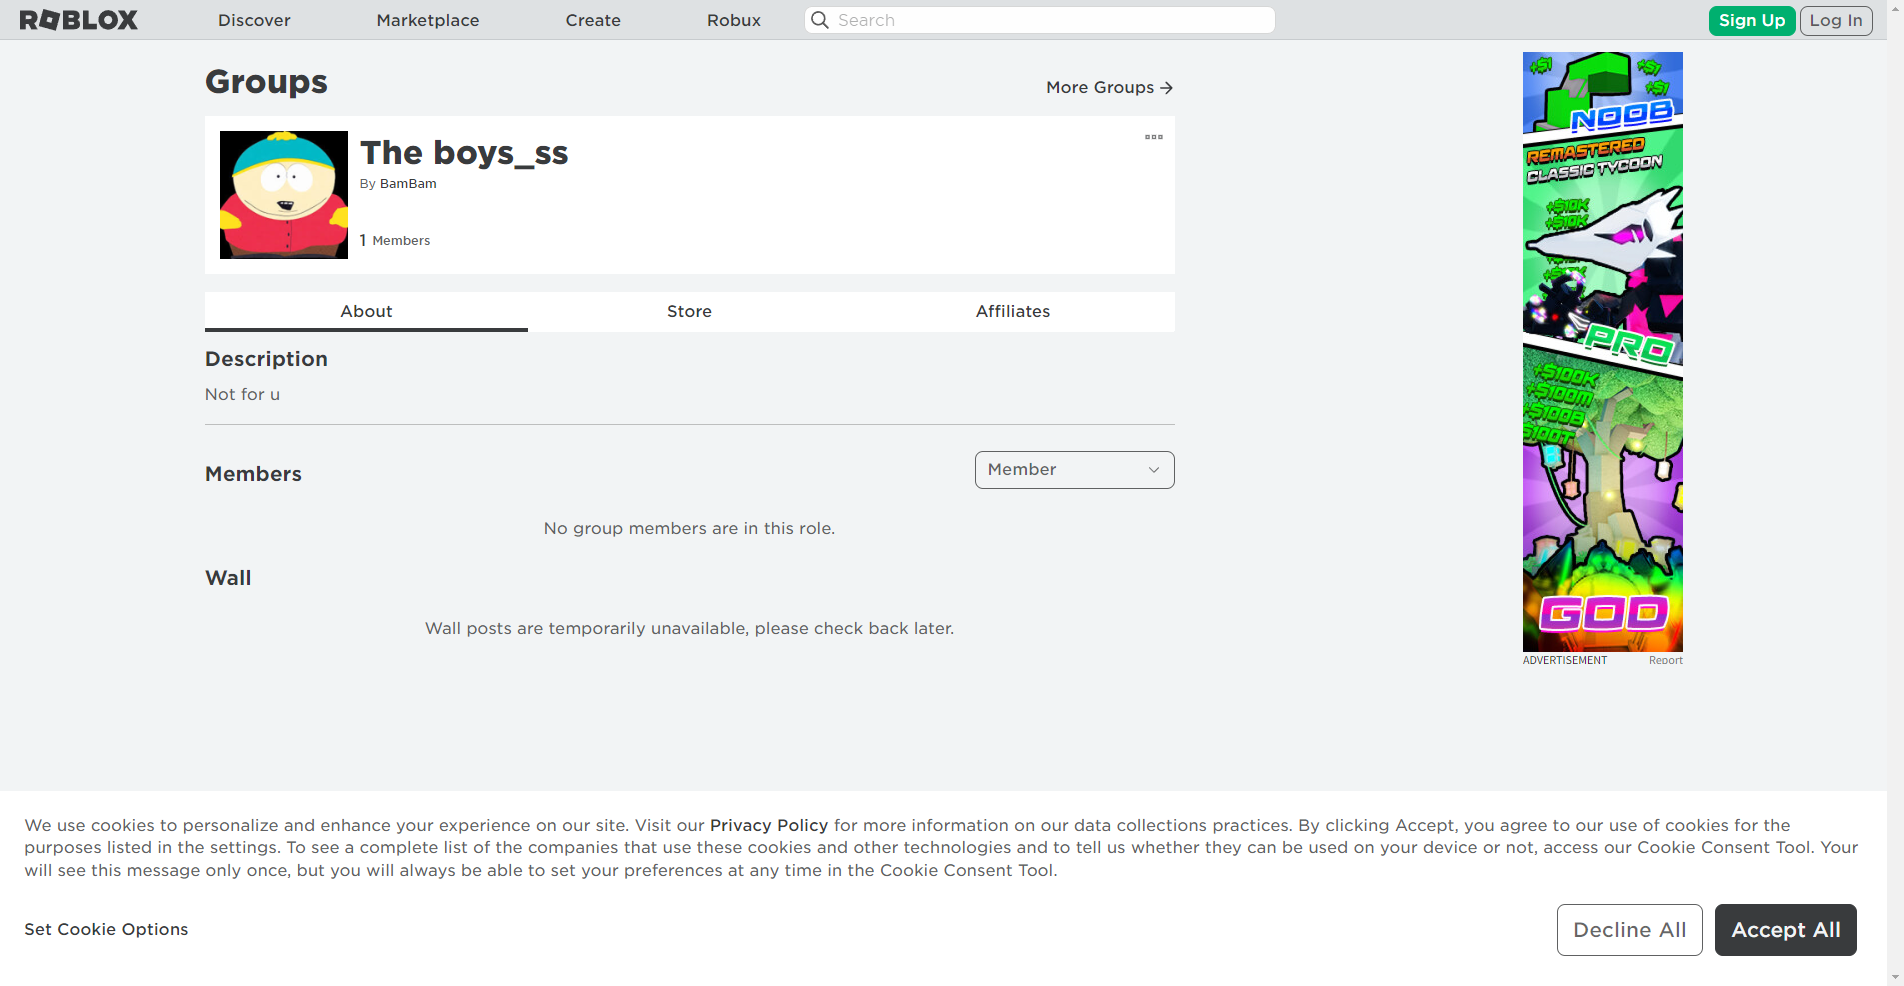 ROBLOX
Discover
Marketplace
Create
Robux
Search
Sign Up
Log In
Groups
More Groups
The boys_ss
By BamBam
1 Members
About
Store
Affiliates
Description
Not for u
Members
Member
No group members are in this role.
Wall
Wall posts are temporarily unavailable, please check back later.
+$1
+$1
+$1
NOOB
REMASTERED
CLASSIC TYCOON
+$10K
+$10K
PRO
+$100K
+$100M
+$100B
$100T
GOD
ADVERTISEMENT
Report
We use cookies to personalize and enhance your experience on our site. Visit our Privacy Policy for more information on our data collections practices. By clicking Accept, you agree to our use of cookies for the
purposes listed in the settings. To see a complete list of the companies that use these cookies and other technologies and to tell us whether they can be used on your device or not, access our Cookie Consent Tool. Your
will see this message only once, but you will always be able to set your preferences at any time in the Cookie Consent Tool.
Set Cookie Options
Decline All
Accept All